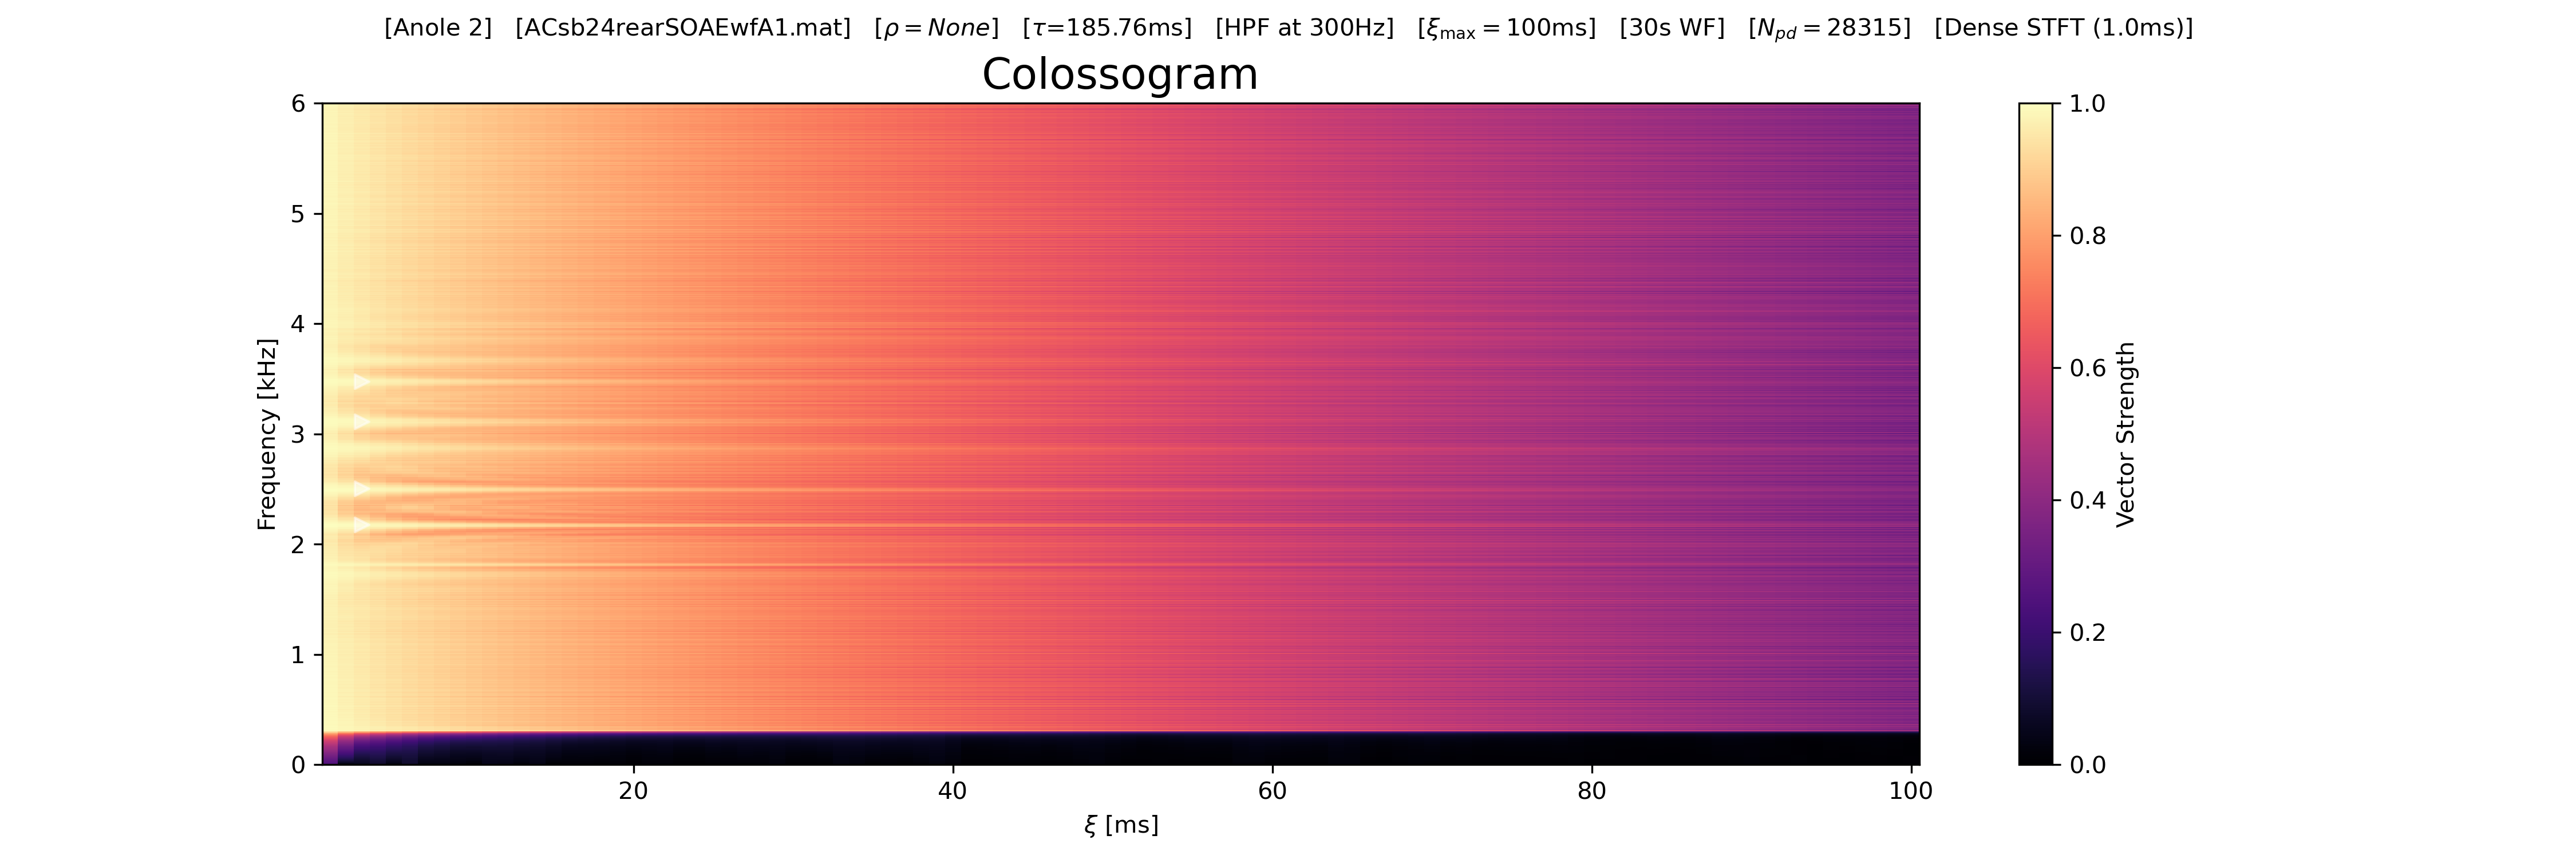 [Anole 2] [ACsb24rearSOAEwfA1.mat] [ρ = None] [τ=185.76ms] [HPF at 300Hz] [ξmax = 100ms] [30s WF] [Npd = 28315] [Dense STFT (1.0ms)]
Colossogram
6
5
4
3
2
1
0
Frequency [kHz]
20 40 60 80 100
ξ [ms]
1.0
0.8
0.6
0.4
0.2
0.0
Vector Strength